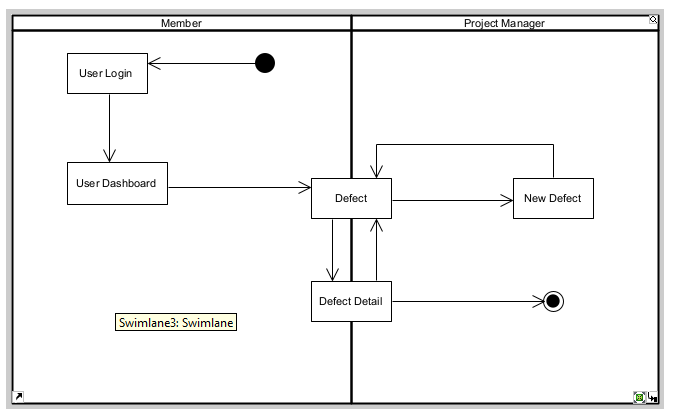 Member
Project Manager
User Login
User Dashboard
Defect
New Defect
Defect Detail
Swimlane3: Swimlane